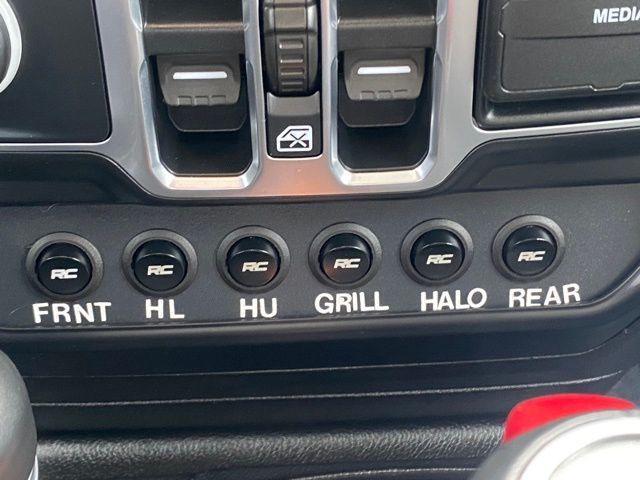 MEDIA
RC RC RC RC RC RC
FRNT HL HU GRILL HALO REAR